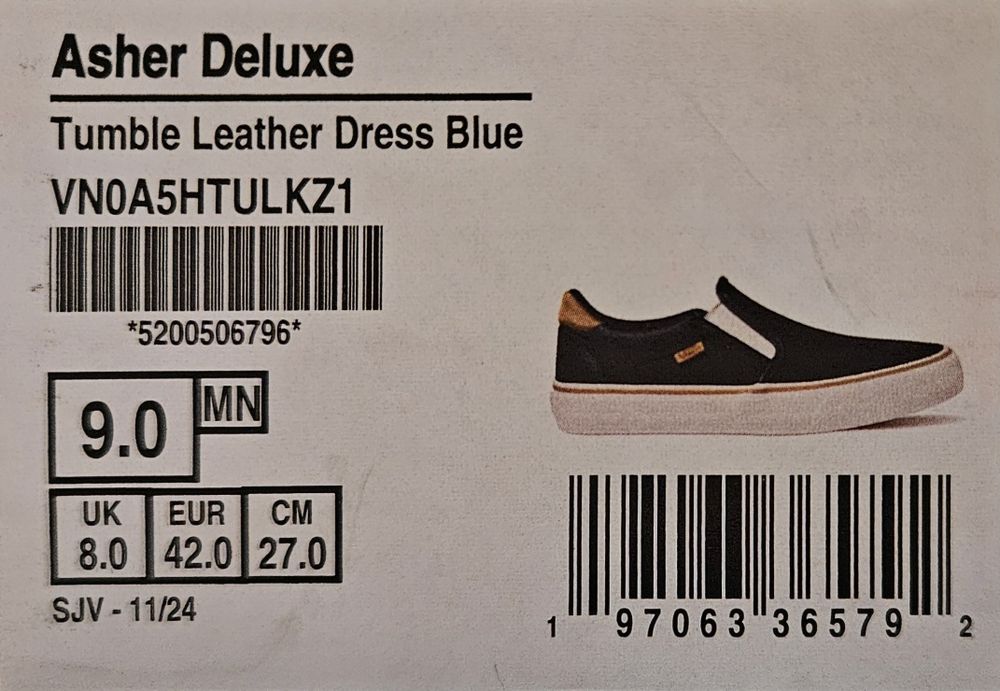 Asher Deluxe
Tumble Leather Dress Blue
VN0A5HTULKZ1
*5200506796*
9.0 MN
UK EUR CM
8.0 42.0 27.0
SJV - 11/24
1 97063 36579 2